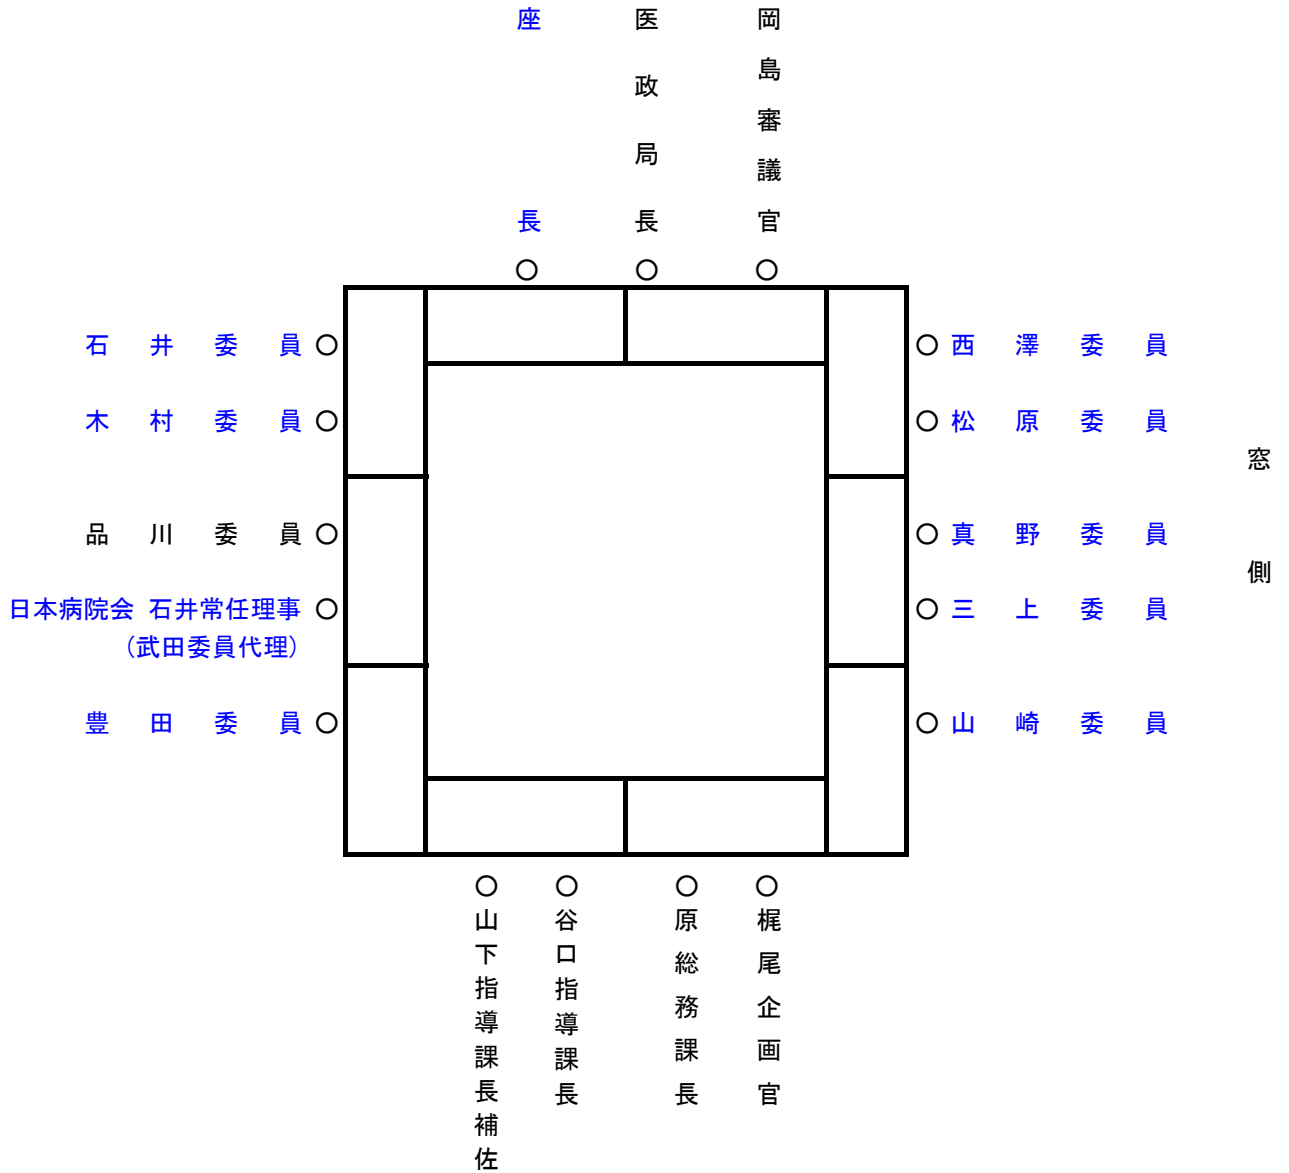 座長
医政局長
岡島審議官
石井委員
西澤委員
木村委員
松原委員
窓側
品川委員
真野委員
日本病院会 石井常任理事
三上委員
（武田委員代理）
豊田委員
山崎委員
山下指導課長補佐
谷口指導課長
原総務課長
梶尾企画官